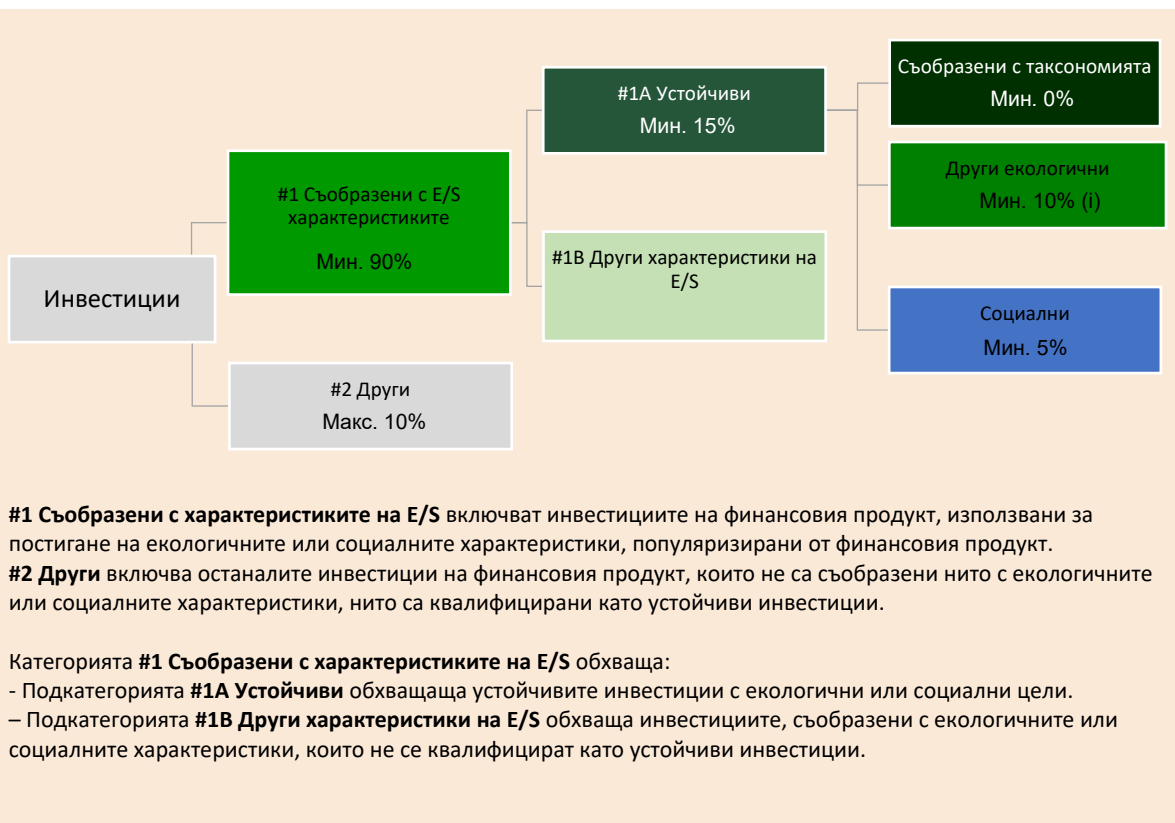 Инвестиции
#1 Съобразени с E/S
характеристиките
Мин. 90%
#2 Други
Макс. 10%
#1A Устойчиви
Мин. 15%
#1B Други характеристики на
E/S
Съобразени с таксономията
Мин. 0%
Други екологични
Мин. 10% (i)
Социални
Мин. 5%
#1 Съобразени с характеристиките на E/S включват инвестициите на финансовия продукт, използвани за
постигане на екологичните или социалните характеристики, популяризирани от финансовия продукт.
#2 Други включва останалите инвестиции на финансовия продукт, които не са съобразени нито с екологичните
или социалните характеристики, нито са квалифицирани като устойчиви инвестиции.
Категорията #1 Съобразени с характеристиките на E/S обхваща:
- Подкатегорията #1A Устойчиви обхващаща устойчивите инвестиции с екологични или социални цели.
– Подкатегорията #1B Други характеристики на E/S обхваща инвестициите, съобразени с екологичните или
социалните характеристики, които не се квалифицират като устойчиви инвестиции.